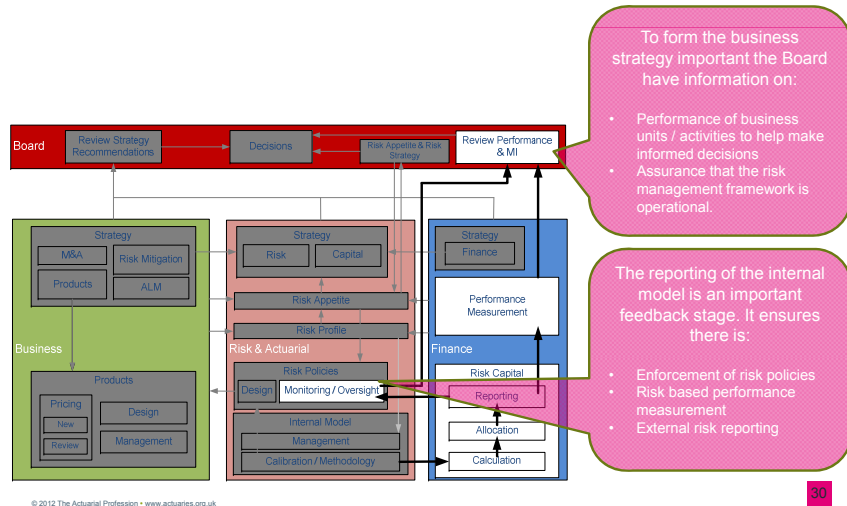 To form the business
strategy important the Board
have information on:
• Performance of business
units / activities to help make
informed decisions
• Assurance that the risk
management framework is
operational.
Board
Review Strategy
Recommendations
Decisions
Risk Appetite & Risk
Strategy
Review Performance
& MI
Strategy
M&A
Risk Mitigation
Products
ALM
Business
Products
Pricing
New
Review
Design
Management
Strategy
Risk
Capital
Risk Appetite
Risk Profile
Risk & Actuarial
Risk Policies
Design
Monitoring / Oversight
Internal Model
Management
Calibration / Methodology
Strategy
Finance
Performance
Measurement
Finance
Risk Capital
Reporting
Allocation
Calculation
The reporting of the internal
model is an important
feedback stage. It ensures
there is:
• Enforcement of risk policies
• Risk based performance
measurement
• External risk reporting
© 2012 The Actuarial Profession • www.actuaries.org.uk
30